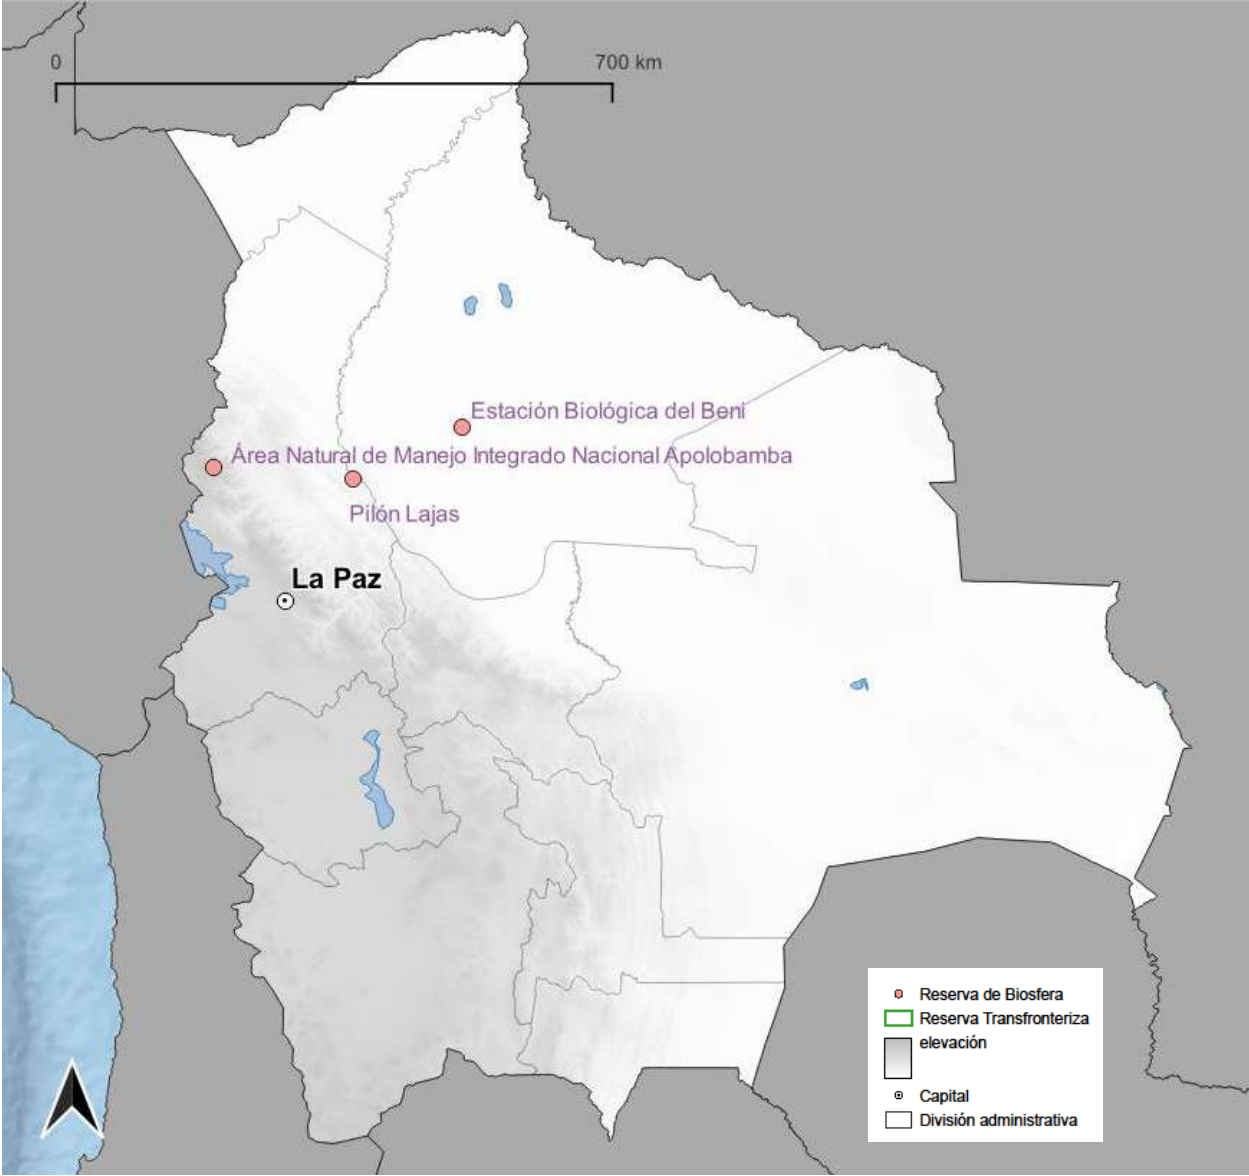 0
700 km
Estación Biológica del Beni
Área Natural de Manejo Integrado Nacional Apolobamba
Pilón Lajas
La Paz
Reserva de Biosfera
Reserva Transfronteriza
elevación
Capital
División administrativa